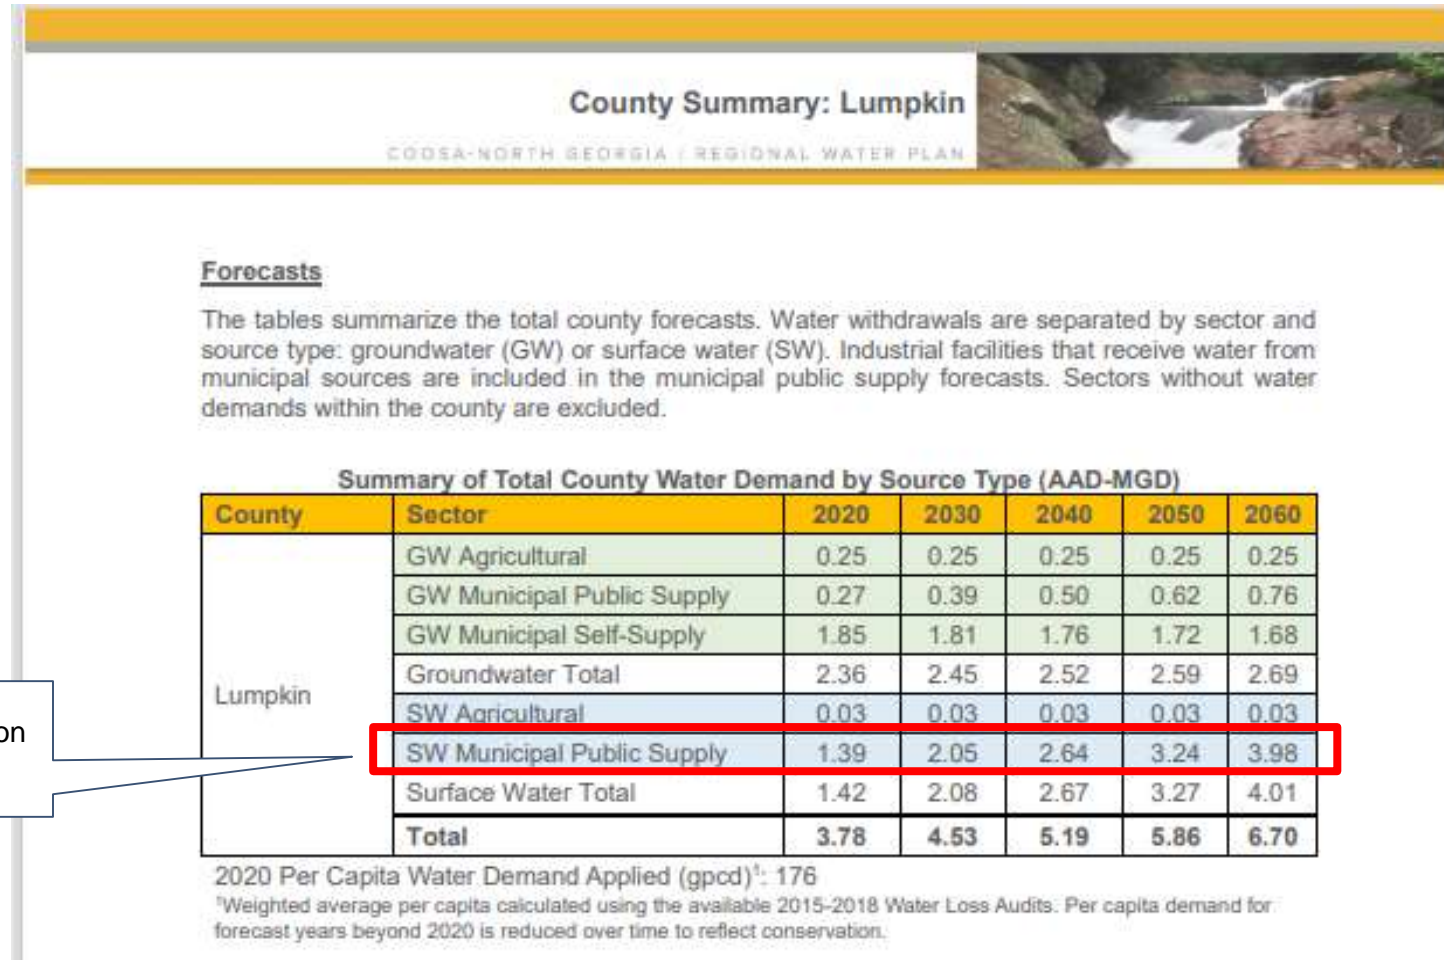 County Summary: Lumpkin
COOSA-NORTH GEORGIA | REGIONAL WATER PLAN
Forecasts
The tables summarize the total county forecasts. Water withdrawals are separated by sector and
source type: groundwater (GW) or surface water (SW). Industrial facilities that receive water from
municipal sources are included in the municipal public supply forecasts. Sectors without water
demands within the county are excluded.
Summary of Total County Water Demand by Source Type (AAD-MGD)
County Sector 2020 2030 2040 2050 2060
GW Agricultural 0.25 0.25 0.25 0.25 0.25
GW Municipal Public Supply 0.27 0.39 0.50 0.62 0.76
GW Municipal Self-Supply 1.85 1.81 1.76 1.72 1.68
Groundwater Total 2.36 2.45 2.52 2.59 2.69
Lumpkin
SW Agricultural 0.03 0.03 0.03 0.03 0.03
on
SW Municipal Public Supply 1.39 2.05 2.64 3.24 3.98
Surface Water Total 1.42 2.08 2.67 3.27 4.01
Total 3.78 4.53 5.19 5.86 6.70
2020 Per Capita Water Demand Applied (gpcd)¹: 176
¹Weighted average per capita calculated using the available 2015-2018 Water Loss Audits. Per capita demand for
forecast years beyond 2020 is reduced over time to reflect conservation.